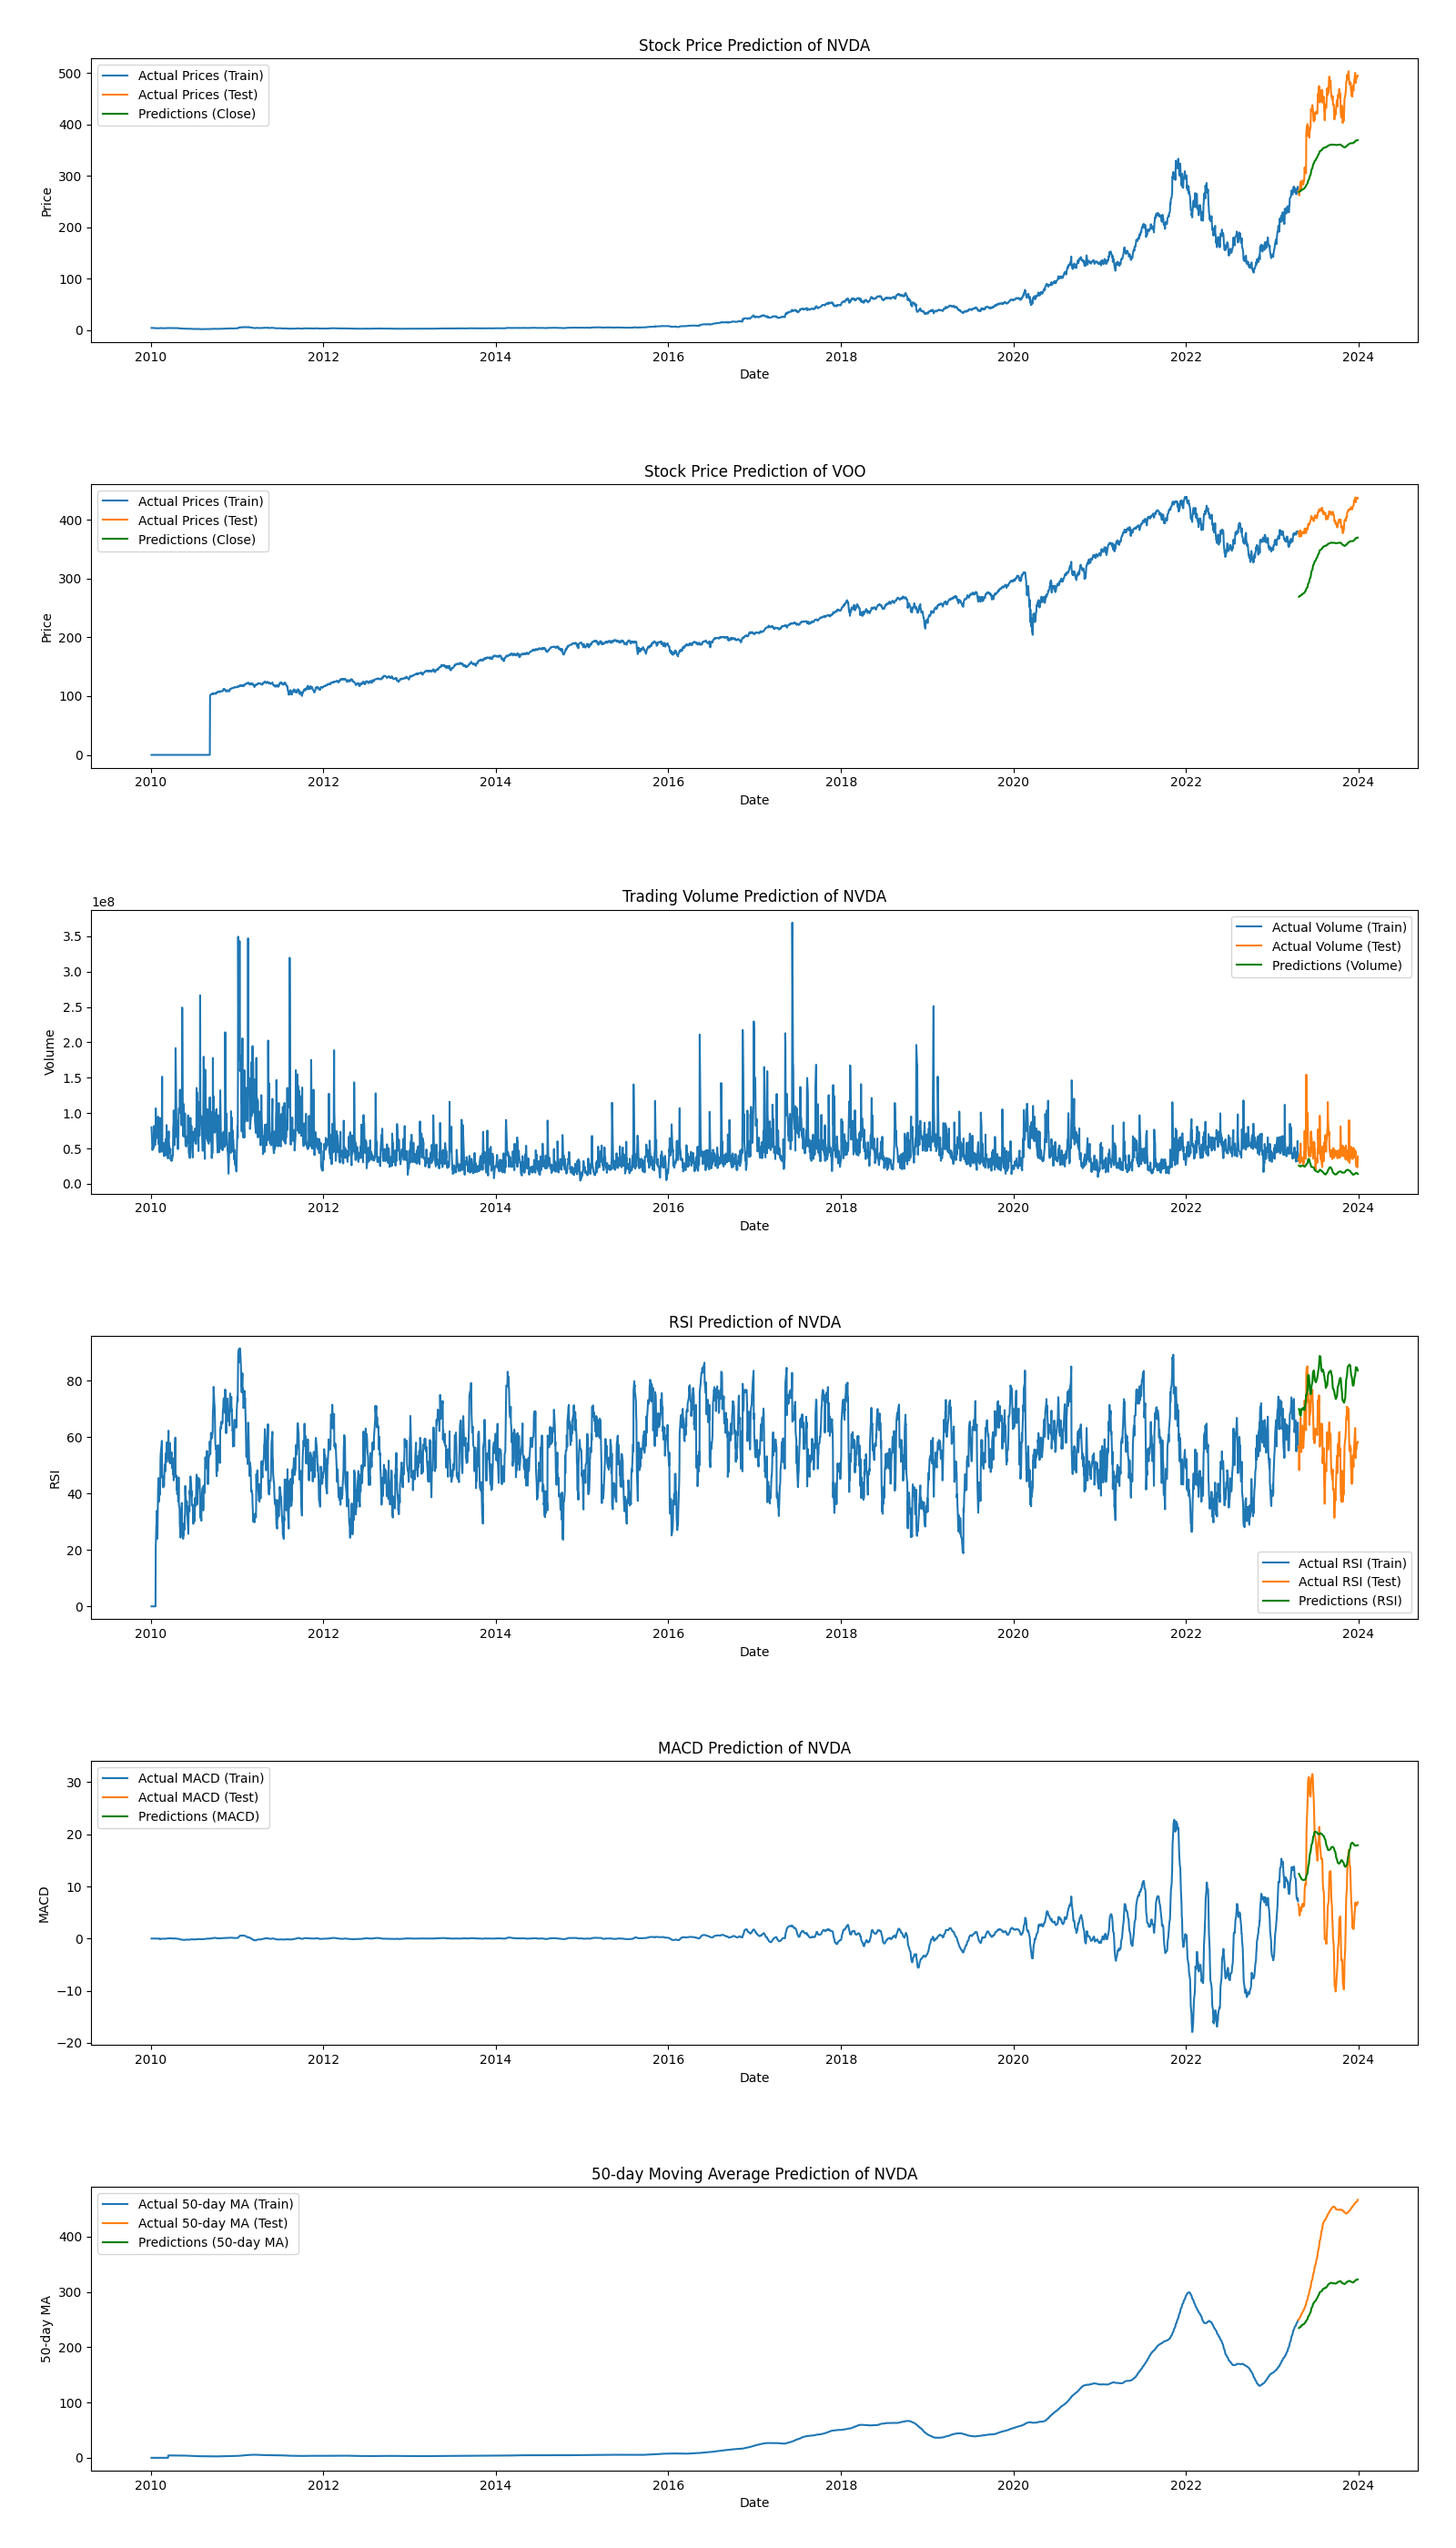 Stock Price Prediction of NVDA
Actual Prices (Train)
Actual Prices (Test)
Predictions (Close)
500
400
300
200
100
0
Price
2010 2012 2014 2016 2018 2020 2022 2024
Date
Stock Price Prediction of VOO
Actual Prices (Train)
Actual Prices (Test)
Predictions (Close)
400
300
200
100
0
Price
2010 2012 2014 2016 2018 2020 2022 2024
Date
Trading Volume Prediction of NVDA
1e8
Actual Volume (Train)
Actual Volume (Test)
Predictions (Volume)
3.5
3.0
2.5
2.0
1.5
1.0
0.5
0.0
Volume
2010 2012 2014 2016 2018 2020 2022 2024
Date
RSI Prediction of NVDA
80
60
40
20
0
RSI
Actual RSI (Train)
Actual RSI (Test)
Predictions (RSI)
2010 2012 2014 2016 2018 2020 2022 2024
Date
MACD Prediction of NVDA
Actual MACD (Train)
Actual MACD (Test)
Predictions (MACD)
30
20
10
0
−10
−20
MACD
2010 2012 2014 2016 2018 2020 2022 2024
Date
50-day Moving Average Prediction of NVDA
Actual 50-day MA (Train)
Actual 50-day MA (Test)
Predictions (50-day MA)
400
300
200
100
0
50-day MA
2010 2012 2014 2016 2018 2020 2022 2024
Date